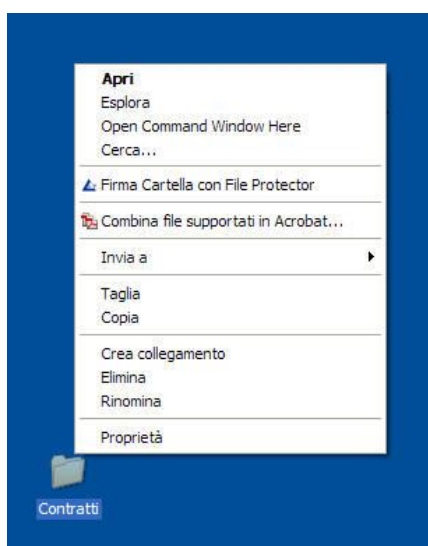 Apri
Esplora
Open Command Window Here
Cerca...
Firma Cartella con File Protector
Combina file supportati in Acrobat...
Invia a
Taglia
Copia
Crea collegamento
Elimina
Rinomina
Proprietà
Contratti